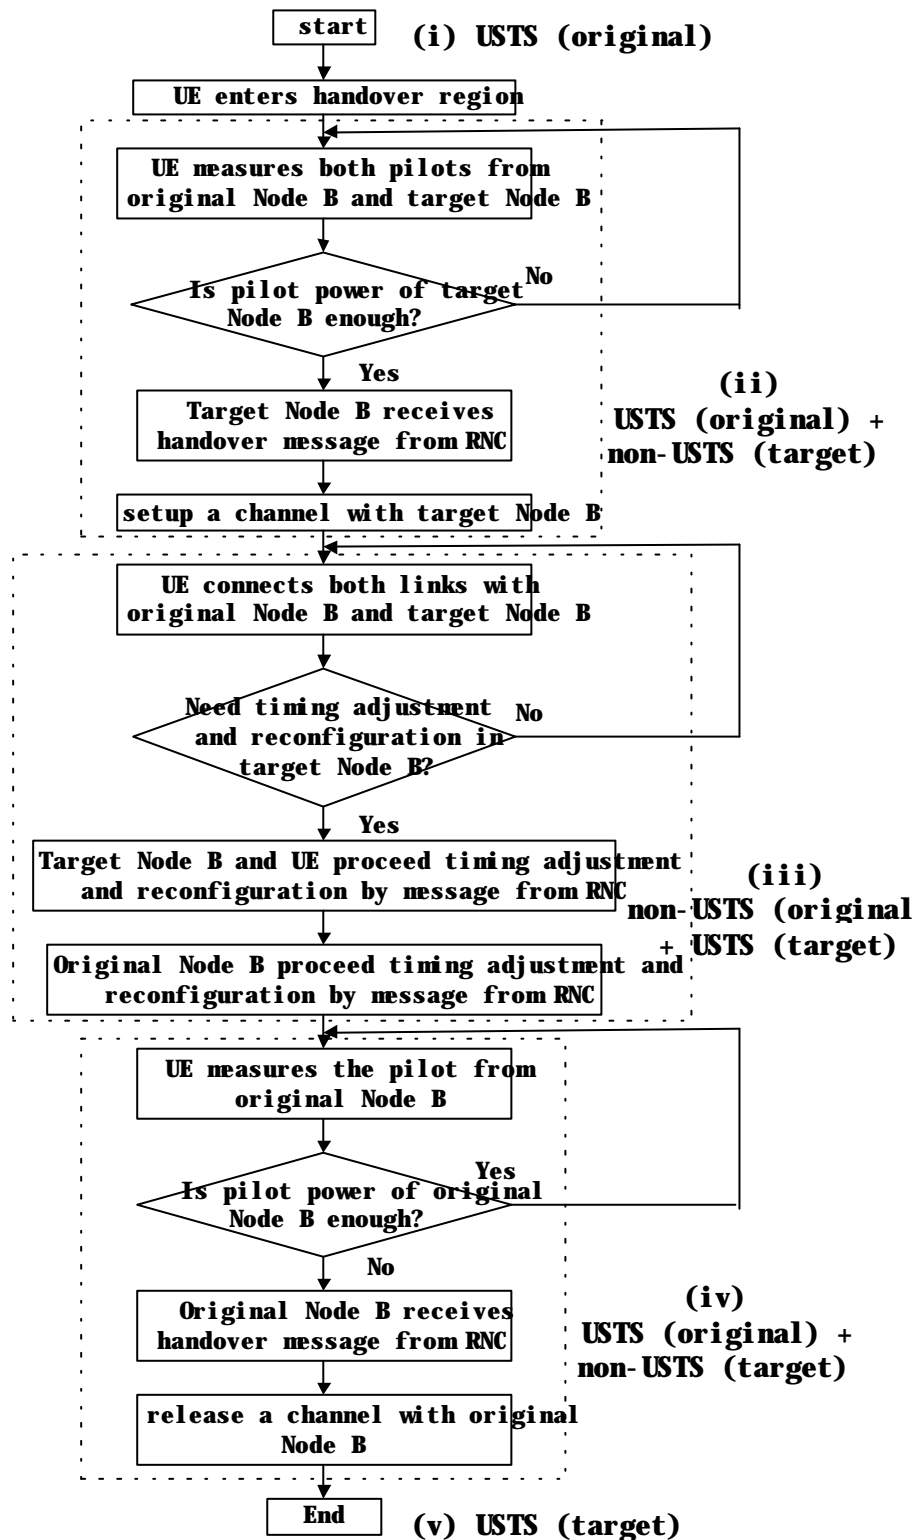 start
(i) USTS (original)
UE enters handover region
UE measures both pilots from
original Node B and target Node B
No
Is pilot power of target
Node B enough?
Yes
(ii)
USTS (original) +
non-USTS (target)
Target Node B receives
handover message from RNC
setup a channel with target Node B
UE connects both links with
original Node B and target Node B
Need timing adjustment
and reconfiguration in
target Node B?
No
Yes
Target Node B and UE proceed timing adjustment
and reconfiguration by message from RNC
(iii)
non-USTS (original
+ USTS (target)
Original Node B proceed timing adjustment and
reconfiguration by message from RNC
UE measures the pilot from
original Node B
Yes
Is pilot power of original
Node B enough?
No
(iv)
USTS (original) +
non-USTS (target)
Original Node B receives
handover message from RNC
release a channel with original
Node B
End
(v) USTS (target)